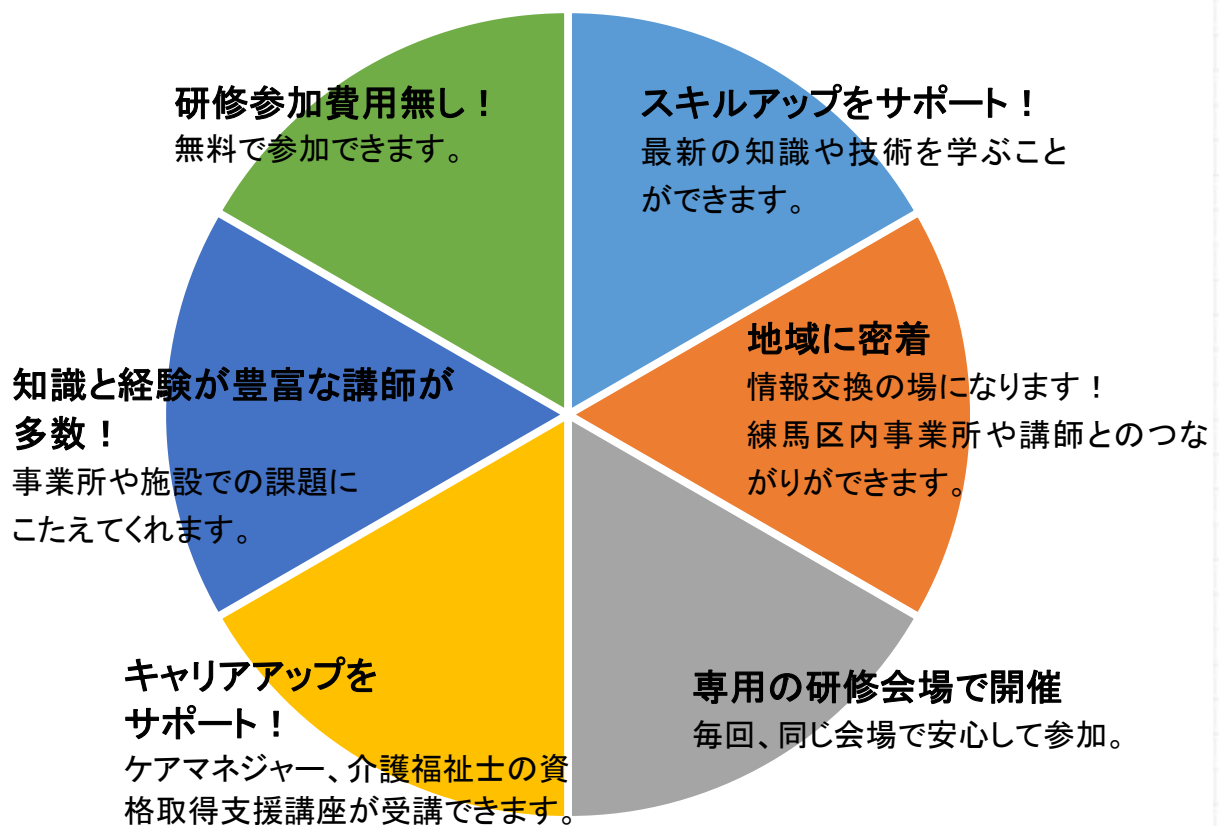 研修参加費用無し！
無料で参加できます。
スキルアップをサポート！
最新の知識や技術を学ぶこと
ができます。
地域に密着
情報交換の場になります！
練馬区内事業所や講師とのつな
がりができます。
知識と経験が豊富な講師が
多数！
事業所や施設での課題に
こたえてくれます。
キャリアアップを
サポート！
ケアマネジャー、介護福祉士の資
格取得支援講座が受講できます。
専用の研修会場で開催
毎回、同じ会場で安心して参加。